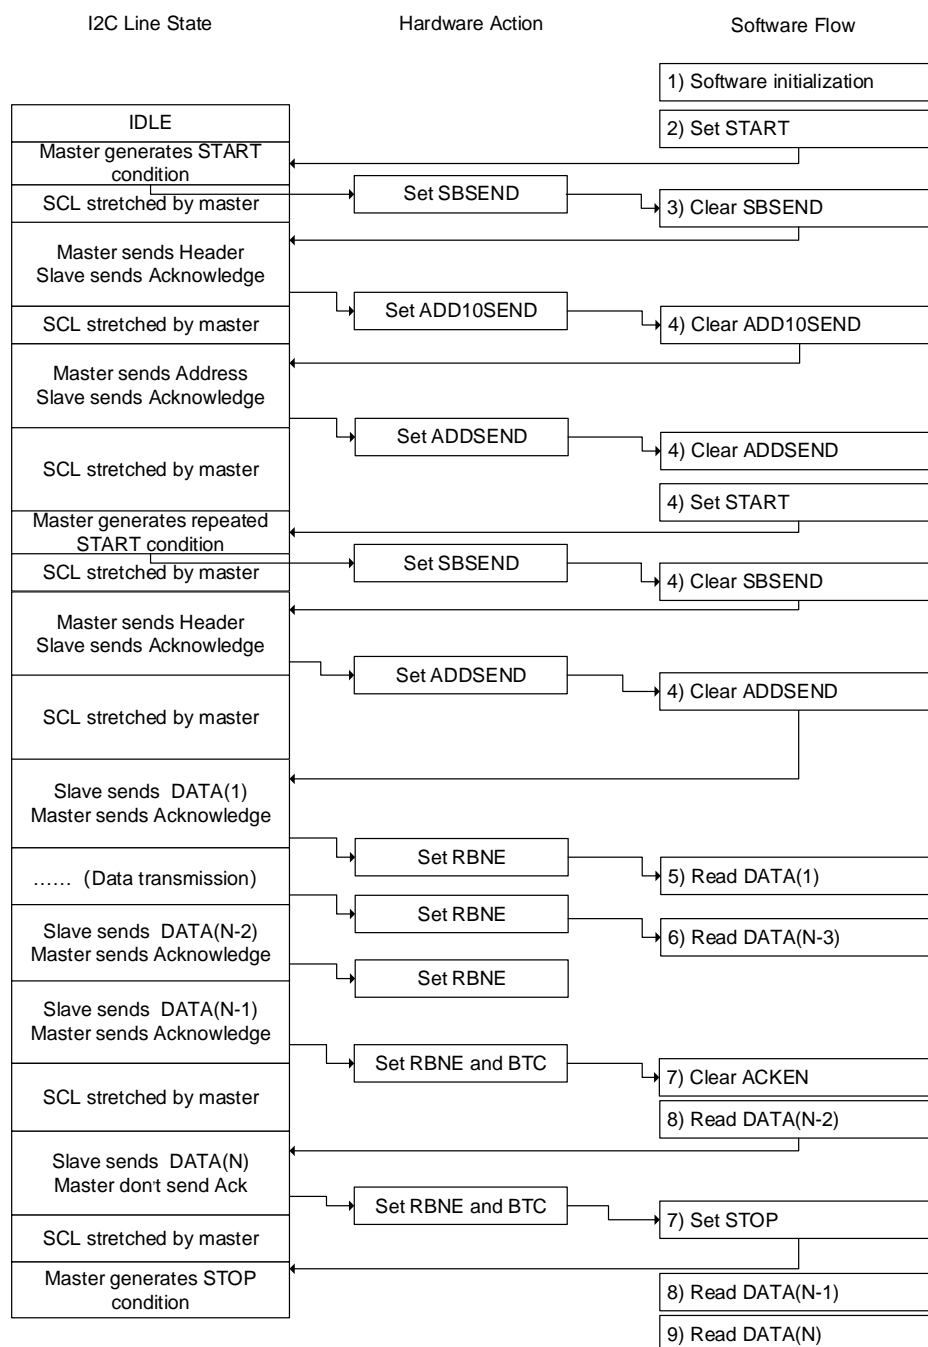 I2C Line State
Hardware Action
Software Flow
1) Software initialization
IDLE
2) Set START
Master generates START
condition
Set SBSEND
SCL stretched by master
3) Clear SBSEND
Master sends Header
Slave sends Acknowledge
Set ADD10SEND
SCL stretched by master
4) Clear ADD10SEND
Master sends Address
Slave sends Acknowledge
Set ADDSEND
4) Clear ADDSEND
SCL stretched by master
4) Set START
Master generates repeated
START condition
Set SBSEND
SCL stretched by master
4) Clear SBSEND
Master sends Header
Slave sends Acknowledge
Set ADDSEND
4) Clear ADDSEND
SCL stretched by master
Slave sends DATA(1)
Master sends Acknowledge
Set RBNE
5) Read DATA(1)
…… (Data transmission)
Set RBNE
6) Read DATA(N-3)
Slave sends DATA(N-2)
Master sends Acknowledge
Set RBNE
Slave sends DATA(N-1)
Master sends Acknowledge
Set RBNE and BTC
7) Clear ACKEN
SCL stretched by master
8) Read DATA(N-2)
Slave sends DATA(N)
Master don't send Ack
Set RBNE and BTC
7) Set STOP
SCL stretched by master
Master generates STOP
condition
8) Read DATA(N-1)
9) Read DATA(N)